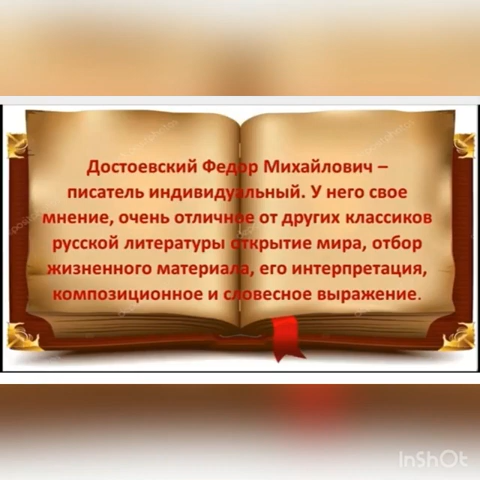 Достоевский Федор Михайлович –
писатель индивидуальный. У него свое
мнение, очень отличное от других классиков
русской литературы открытие мира, отбор
жизненного материала, его интерпретация,
композиционное и словесное выражение.
InShOt